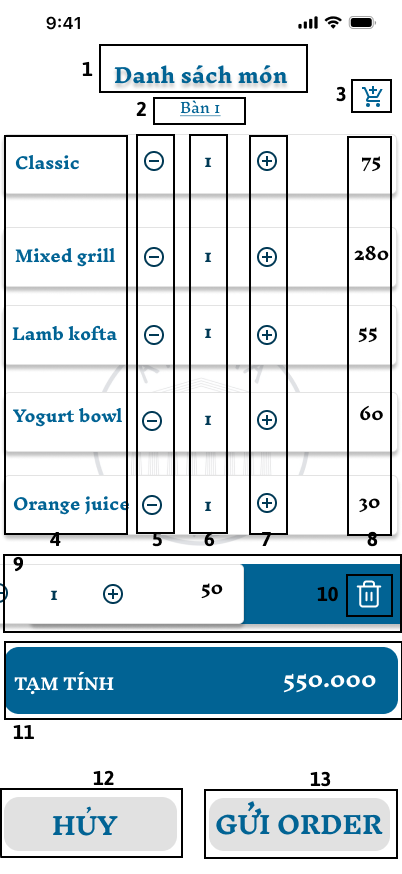 9:41
1 Danh sách món
2 Bàn 1
3
Classic 1 75
Mixed grill 1 280
Lamb kofta 1 55
Yogurt bowl 1 60
Orange juice 1 30
4 5 6 7 8
9
1 50 10
TẠM TÍNH 550.000
11
12 13
HỦY GỬI ORDER